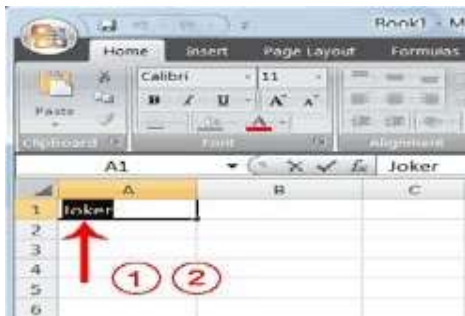 Book1 - M
Home Insert Page Layout Formulas
Calibri 11
Paste B I U A A
A
Clipboard Font Alignment
A1 fx Joker
A B C
1 Joker
2
3
4
5
6
① ②